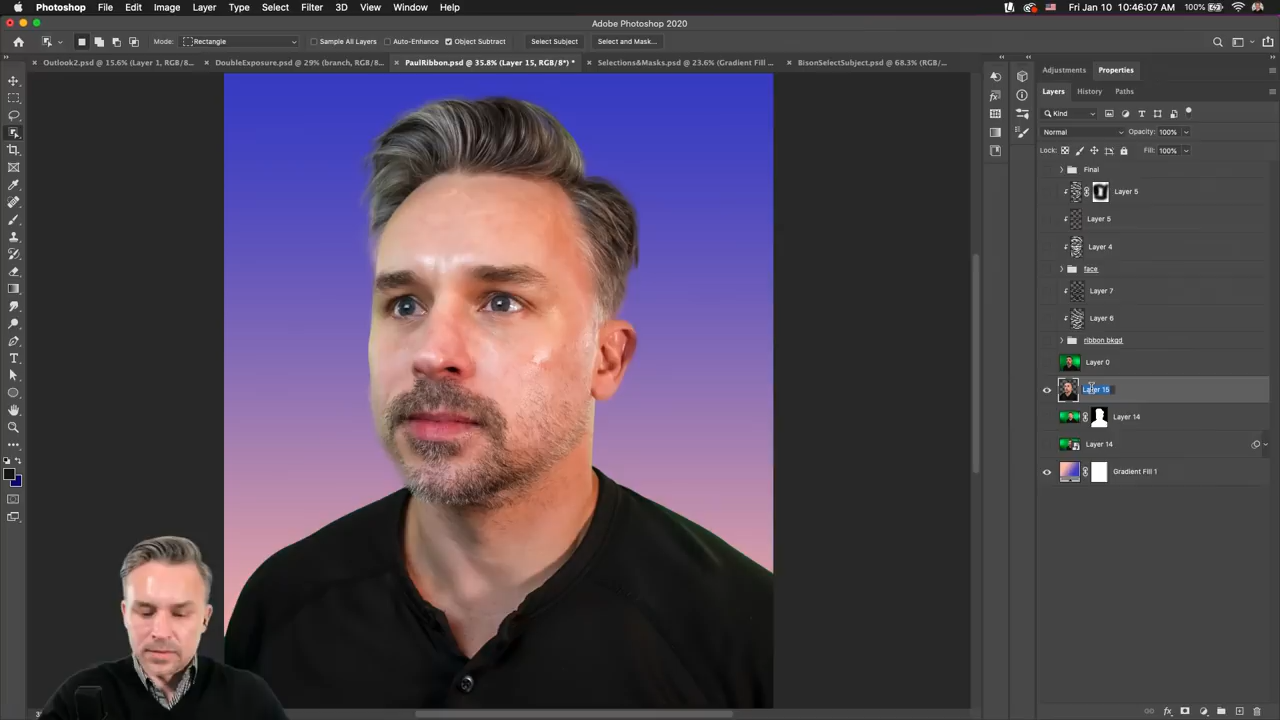 Photoshop File Edit Image Layer Type Select Filter 3D View Window Help 100% Fri Jan 10 10:46:07 AM
Adobe Photoshop 2020
Mode: Rectangle Sample All Layers Auto-Enhance Object Subtract Select Subject Select and Mask...
Outlook2.psd @ 15.6% (Layer 1, RGB/8... DoubleExposure.psd @ 29% (branch, RGB/8... PaulRibbon.psd @ 35.8% (Layer 15, RGB/8*) * Selections&Masks.psd @ 23.6% (Gradient Fill ... BisonSelectSubject.psd @ 68.3% (RGB/...
Adjustments Properties
Layers History Paths
Kind
Normal Opacity: 100%
Lock: Fill: 100%
Final
Layer 5
Layer 5
Layer 4
face
Layer 7
Layer 6
ribbon bkgd
Layer 0
Layer 15
Layer 14
Layer 14
Gradient Fill 1